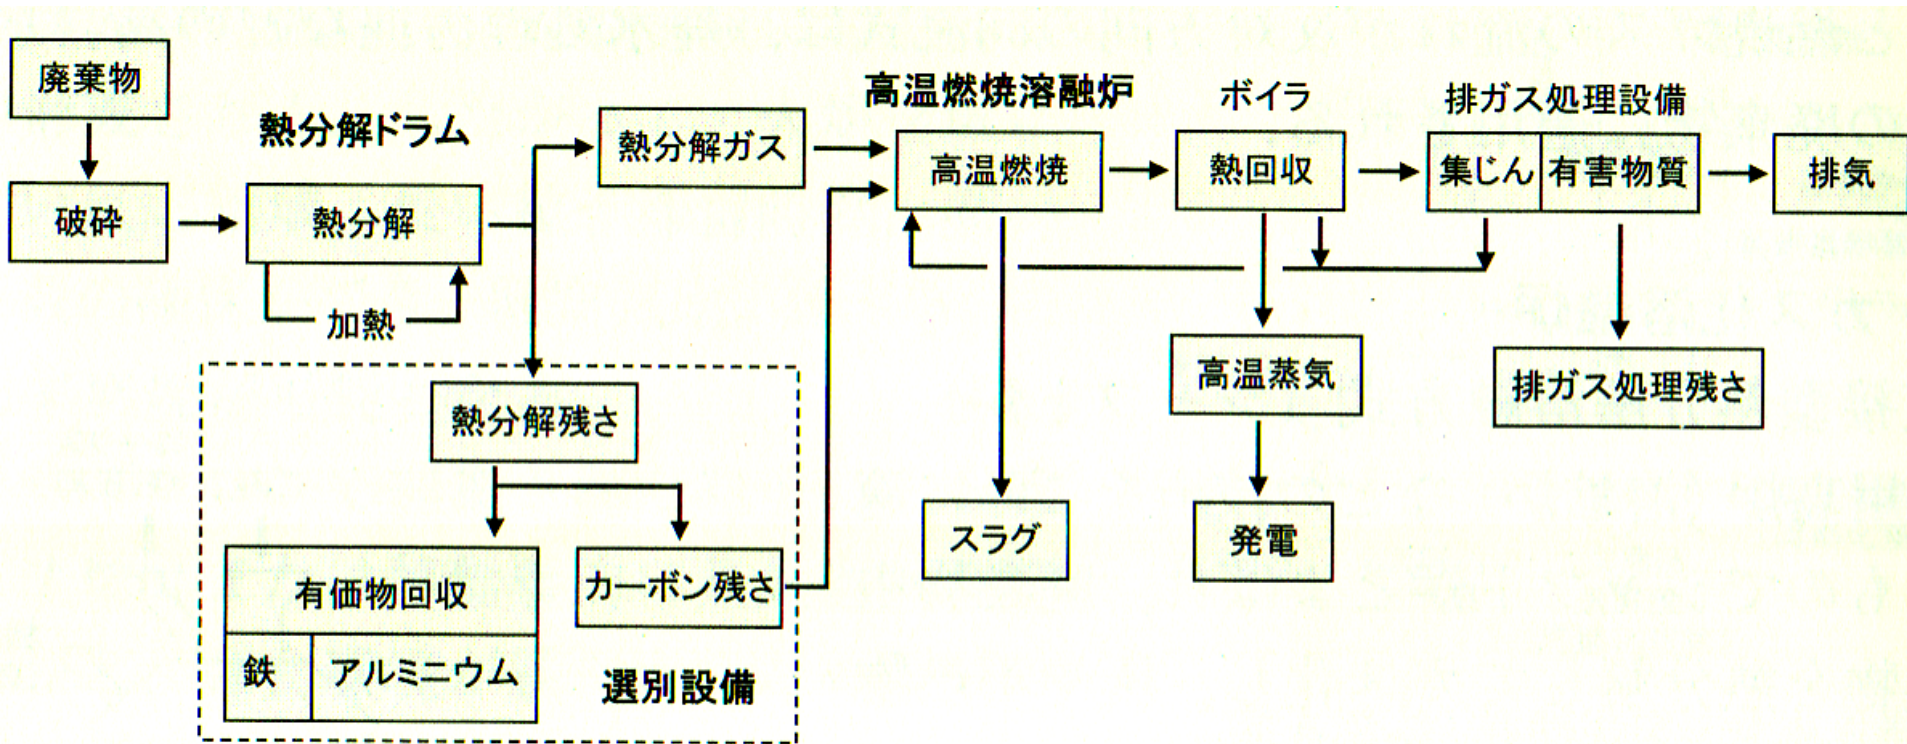 廃棄物
破砕
熱分解ドラム
熱分解
加熱
熱分解ガス
熱分解残さ
有価物回収
鉄
アルミニウム
カーボン残さ
選別設備
高温燃焼溶融炉
高温燃焼
スラグ
ボイラ
熱回収
高温蒸気
発電
排ガス処理設備
集じん
有害物質
排ガス処理残さ
排気